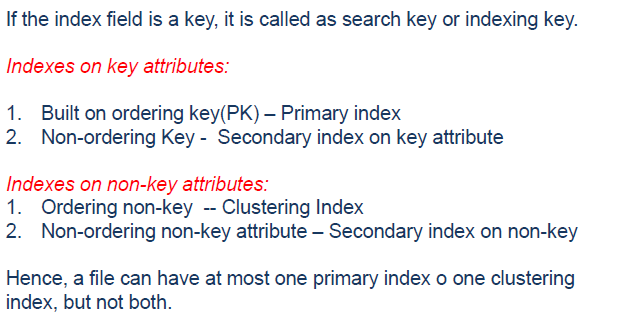 If the index field is a key, it is called as search key or indexing key.
Indexes on key attributes:
1. Built on ordering key(PK) – Primary index
2. Non-ordering Key - Secondary index on key attribute
Indexes on non-key attributes:
1. Ordering non-key -- Clustering Index
2. Non-ordering non-key attribute – Secondary index on non-key
Hence, a file can have at most one primary index o one clustering
index, but not both.